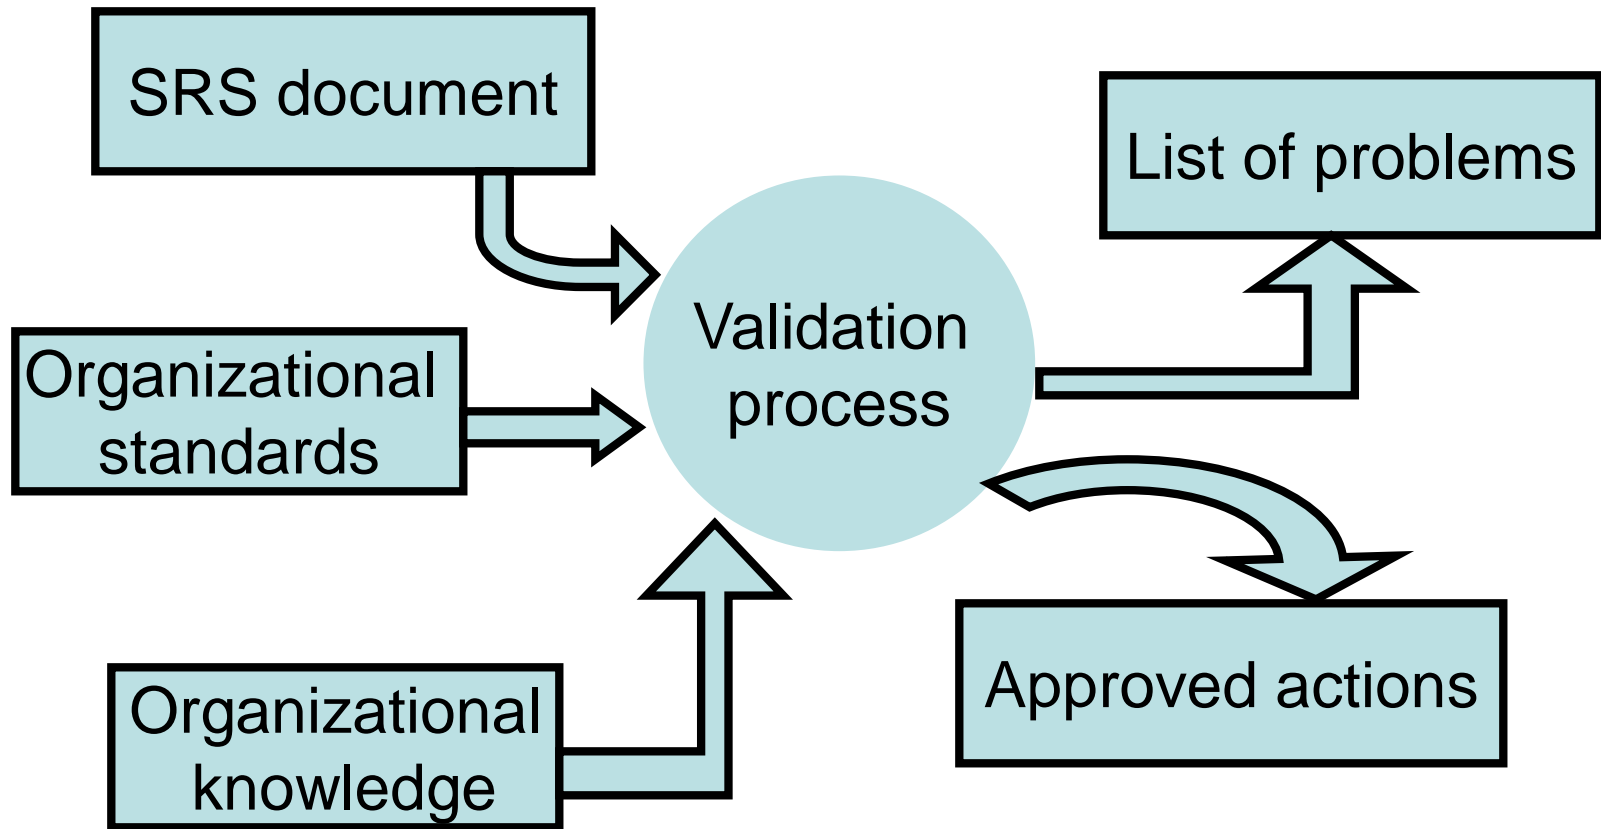 SRS document
List of problems
Validation
process
Organizational
standards
Organizational
knowledge
Approved actions